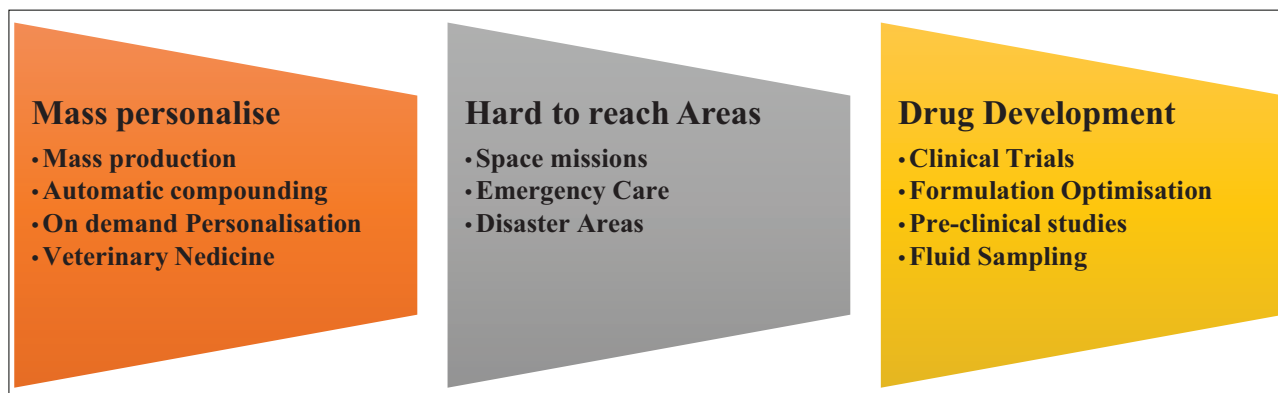 Mass personalise
• Mass production
• Automatic compounding
• On demand Personalisation
• Veterinary Nedicine
Hard to reach Areas
• Space missions
• Emergency Care
• Disaster Areas
Drug Development
• Clinical Trials
• Formulation Optimisation
• Pre-clinical studies
• Fluid Sampling